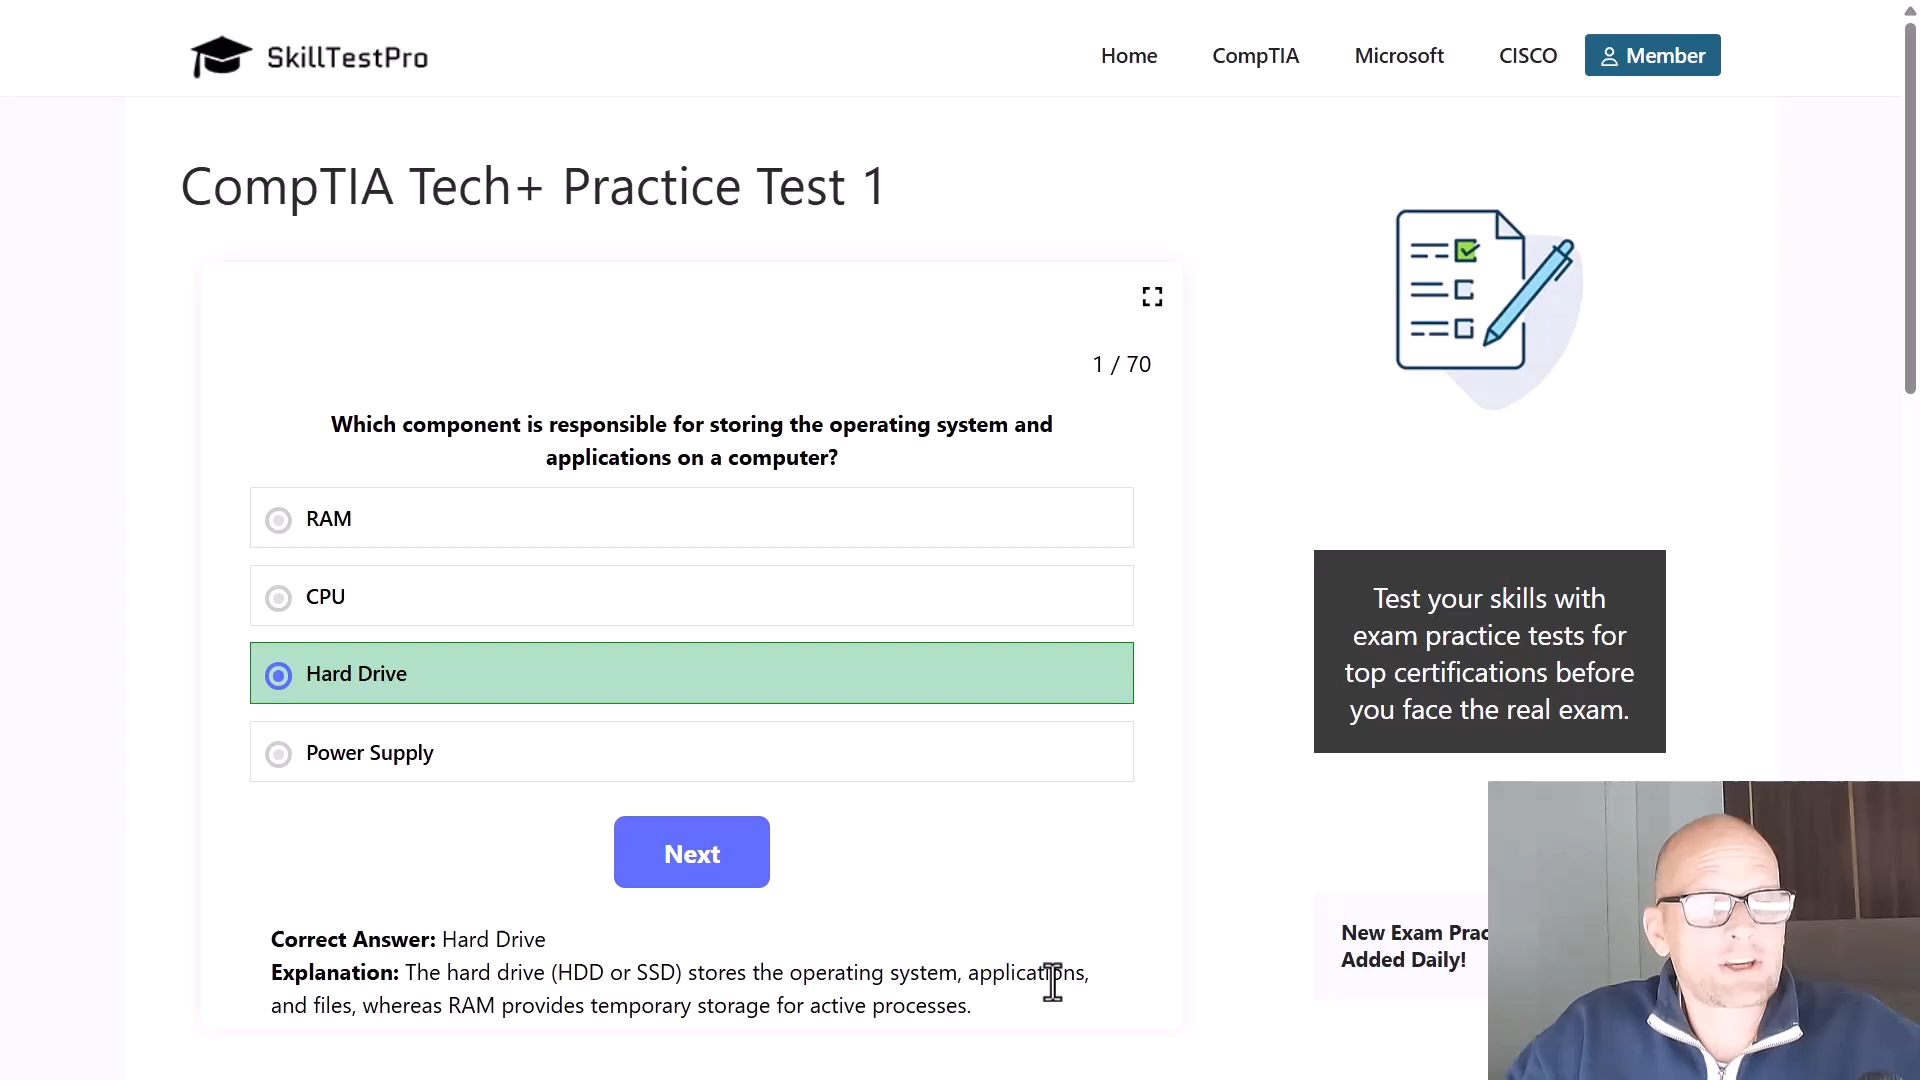 SkillTestPro
Home CompTIA Microsoft CISCO Member
CompTIA Tech+ Practice Test 1
1 / 70
Which component is responsible for storing the operating system and
applications on a computer?
RAM
CPU
Hard Drive
Power Supply
Next
Correct Answer: Hard Drive
Explanation: The hard drive (HDD or SSD) stores the operating system, applications,
and files, whereas RAM provides temporary storage for active processes.
Test your skills with
exam practice tests for
top certifications before
you face the real exam.
New Exam
Added Daily!